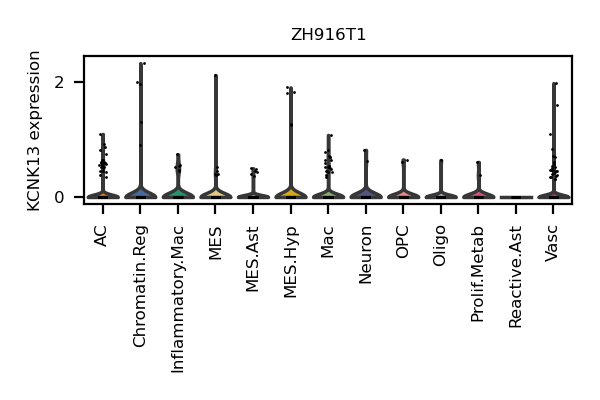 ZH916T1
KCNK13 expression
2
0
AC
Chromatin.Reg
Inflammatory.Mac
MES
MES.Ast
MES.Hyp
Mac
Neuron
OPC
Oligo
Prolif.Metab
Reactive.Ast
Vasc